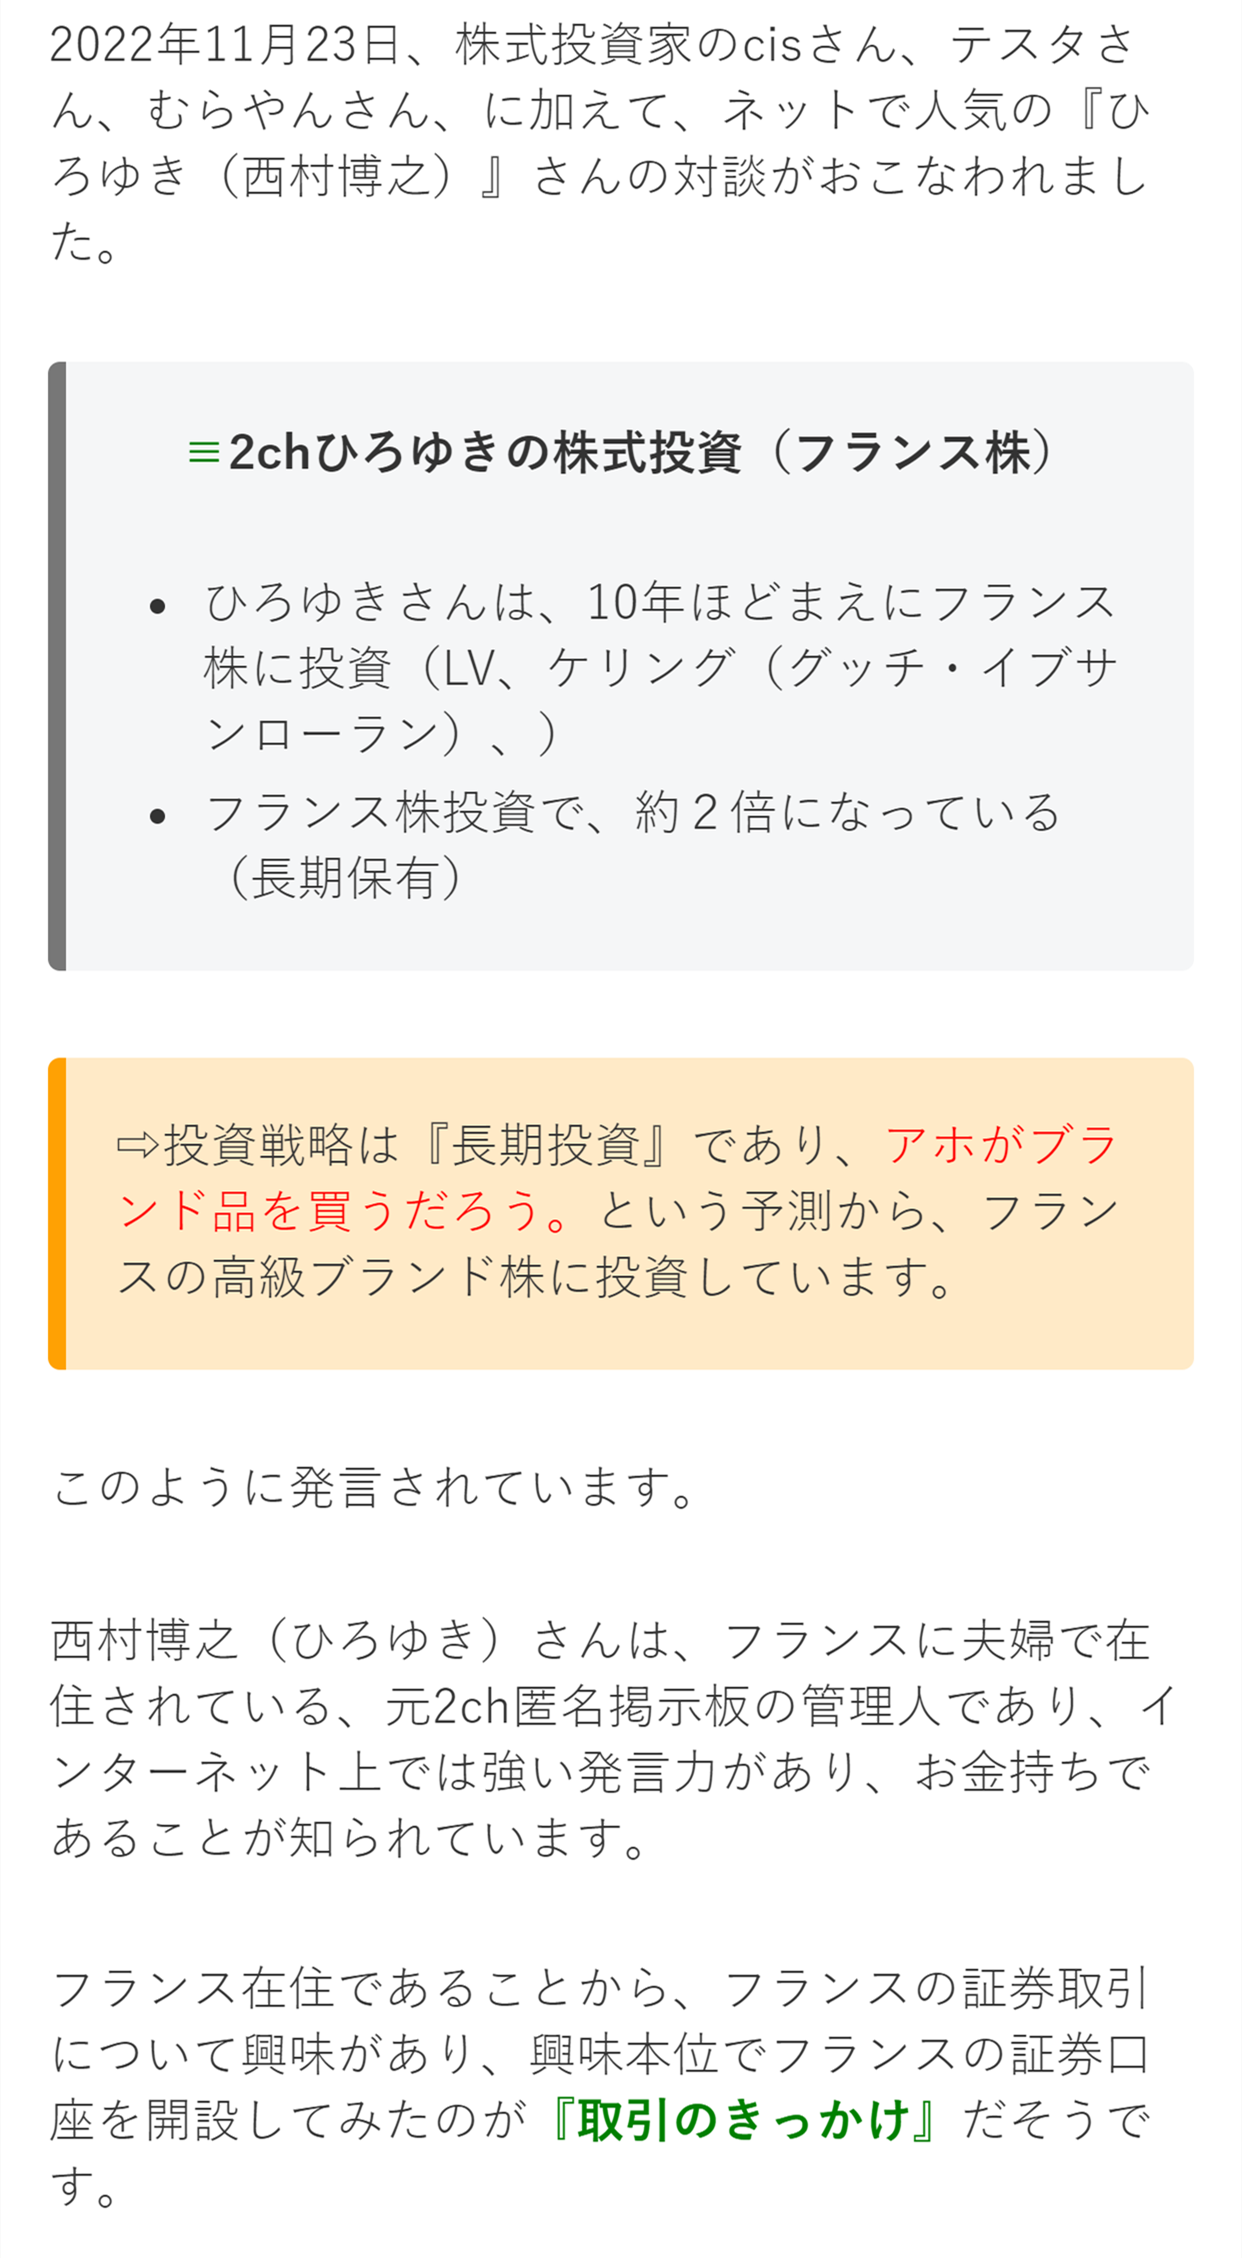 2022年11月23日、株式投資家のcisさん、テスタさ
ん、むらやんさん、に加えて、ネットで人気の『ひ
ろゆき（西村博之）』さんの対談がおこなわれまし
た。
≡2chひろゆきの株式投資（フランス株）
• ひろゆきさんは、10年ほどまえにフランス
株に投資（LV、ケリング（グッチ・イブサ
ンローラン）、）
• フランス株投資で、約２倍になっている
（長期保有）
⇨投資戦略は『長期投資』であり、アホがブラ
ンド品を買うだろう。という予測から、フラン
スの高級ブランド株に投資しています。
このように発言されています。
西村博之（ひろゆき）さんは、フランスに夫婦で在
住されている、元2ch匿名掲示板の管理人であり、イ
ンターネット上では強い発言力があり、お金持ちで
あることが知られています。
フランス在住であることから、フランスの証券取引
について興味があり、興味本位でフランスの証券口
座を開設してみたのが『取引のきっかけ』だそうで
す。